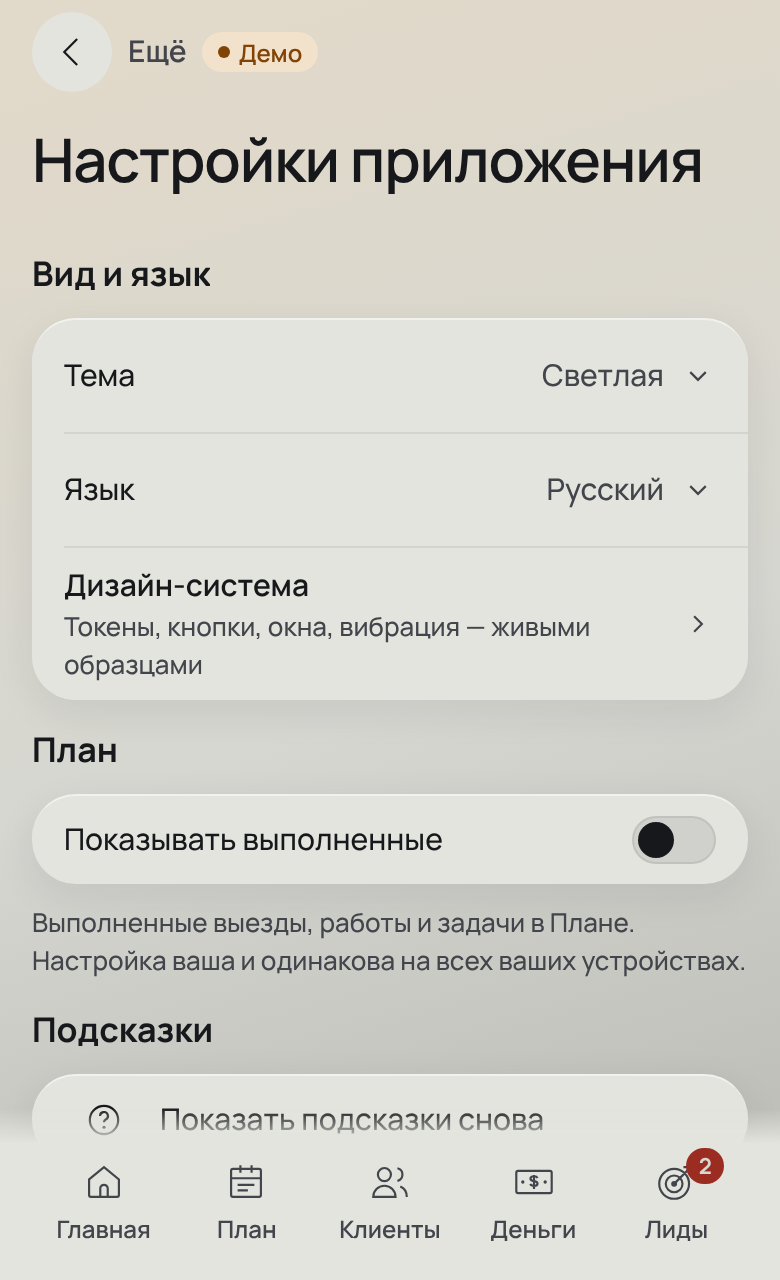 Ещё
Демо
Настройки приложения
Вид и язык
Тема
Светлая
Язык
Русский
Дизайн-система
Токены, кнопки, окна, вибрация — живыми
образцами
План
Показывать выполненные
Выполненные выезды, работы и задачи в Плане.
Настройка ваша и одинакова на всех ваших устройствах.
Подсказки
Показать подсказки снова
2
Главная
План
Клиенты
Деньги
Лиды